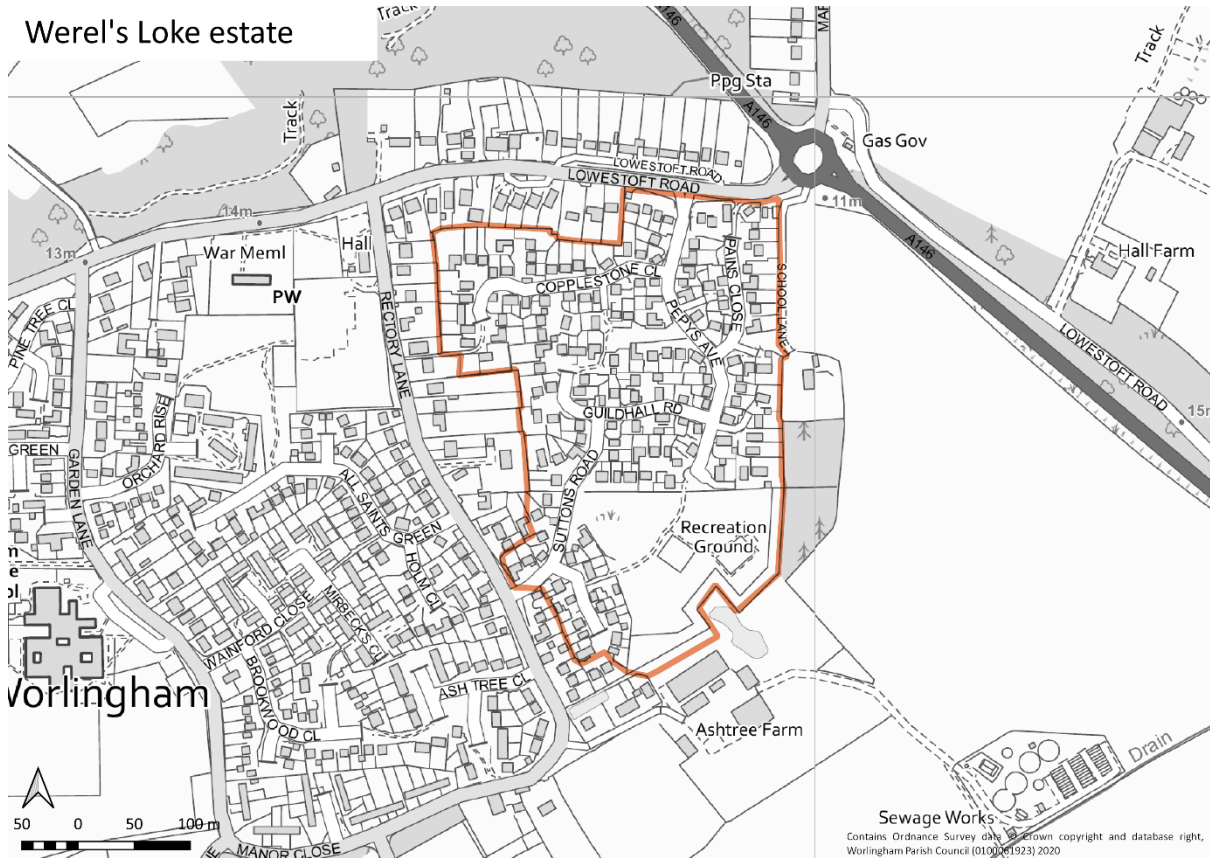 Werel's Loke estate
Track
MAR
Track
Ppg Sta
A146
A146
Gas Gov
Track
LOWESTOFT ROAD
LOWESTOFT ROAD
11m
14m
13m
War Meml
Hall
PW
A146
Hall Farm
COPPLESTONE CL
PAINS CLOSE
SCHOOL LANE
PEPYS AVE
RECTORY LANE
PINE TREE CL
LOWESTOFT ROAD
15m
GUILDHALL RD
ORCHARD RISE
GREEN
GARDEN LANE
ALL SAINTS GREEN
SUTTONS ROAD
Recreation
Ground
HOLM CL
MIRBECK'S CL
WAINFORD CLOSE
BROOKWOOD CL
ASH TREE CL
Worlingham
Ashtree Farm
Drain
Sewage Works
50 0 50 100 m
MANOR CLOSE
Contains Ordnance Survey data © Crown copyright and database right,
Worlingham Parish Council (0100061923) 2020